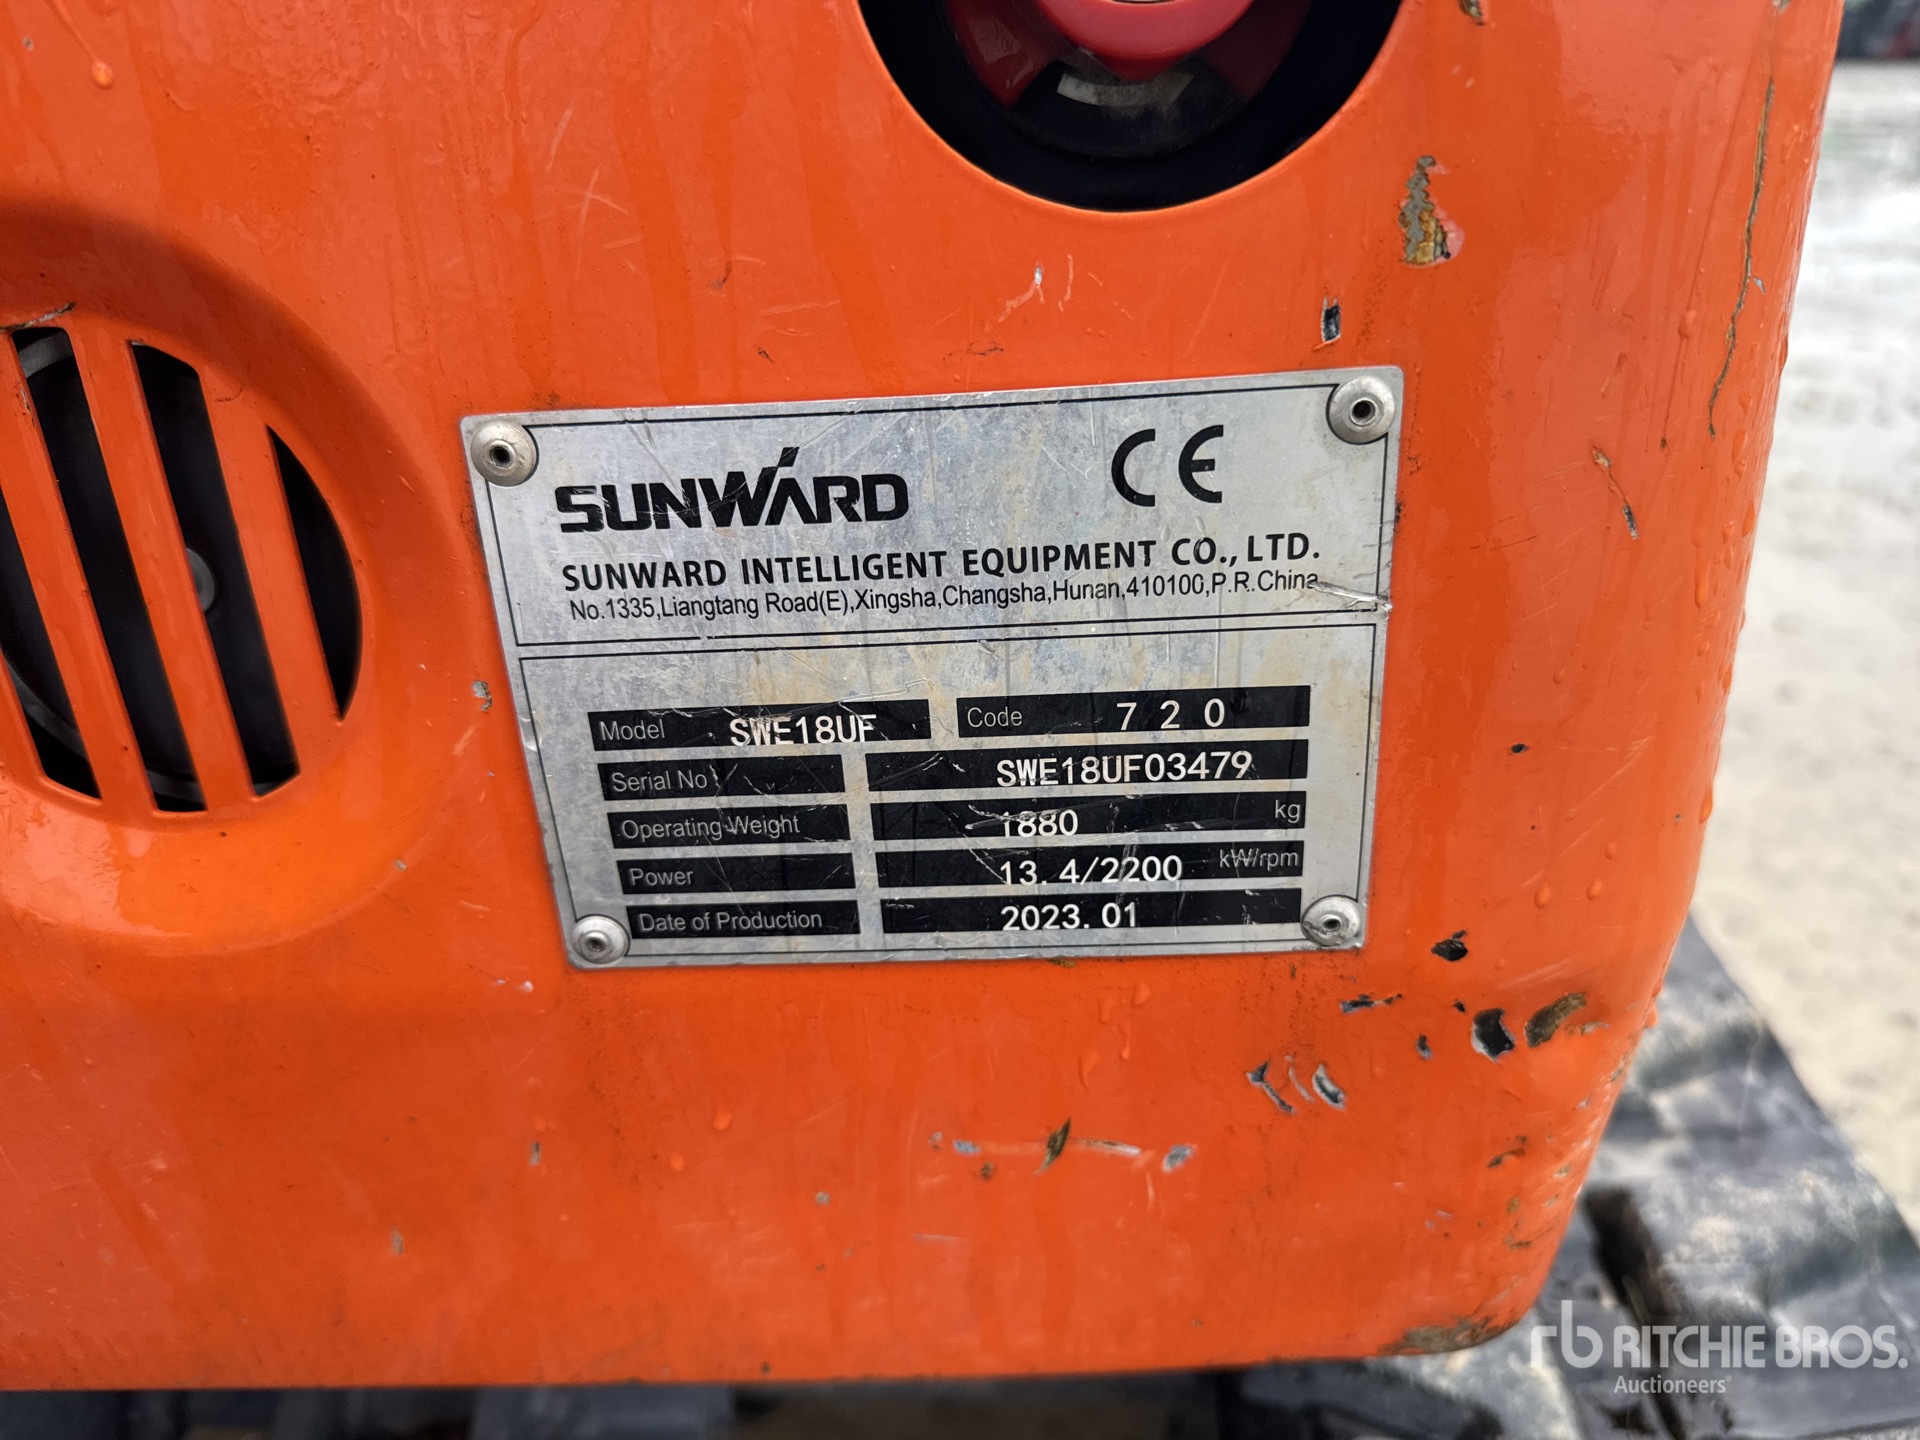 SUNWARD CE
SUNWARD INTELLIGENT EQUIPMENT CO., LTD.
No.1335,Liangtang Road(E),Xingsha,Changsha,Hunan,410100,P.R.China
Model SWE18UF Code 7 2 0
Serial No SWE18UF03479
Operating Weight 1880 kg
Power 13.4/2200 kW/rpm
Date of Production 2023.01
rb RITCHIE BROS.
Auctioneers